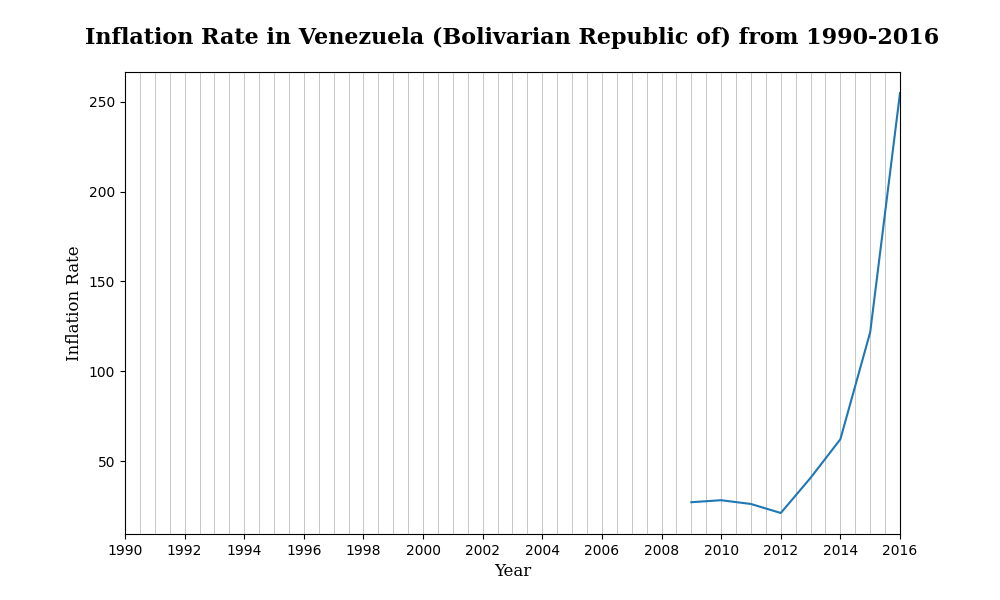 Inflation Rate in Venezuela (Bolivarian Republic of) from 1990-2016
250
200
150
100
50
Inflation Rate
1990 1992 1994 1996 1998 2000 2002 2004 2006 2008 2010 2012 2014 2016
Year